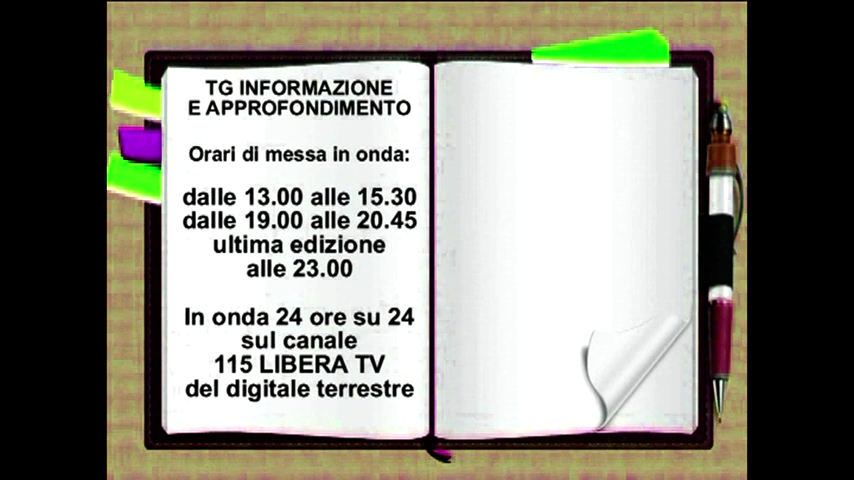 TG INFORMAZIONE
E APPROFONDIMENTO
Orari di messa in onda:
dalle 13.00 alle 15.30
dalle 19.00 alle 20.45
ultima edizione
alle 23.00
In onda 24 ore su 24
sul canale
115 LIBERA TV
del digitale terrestre